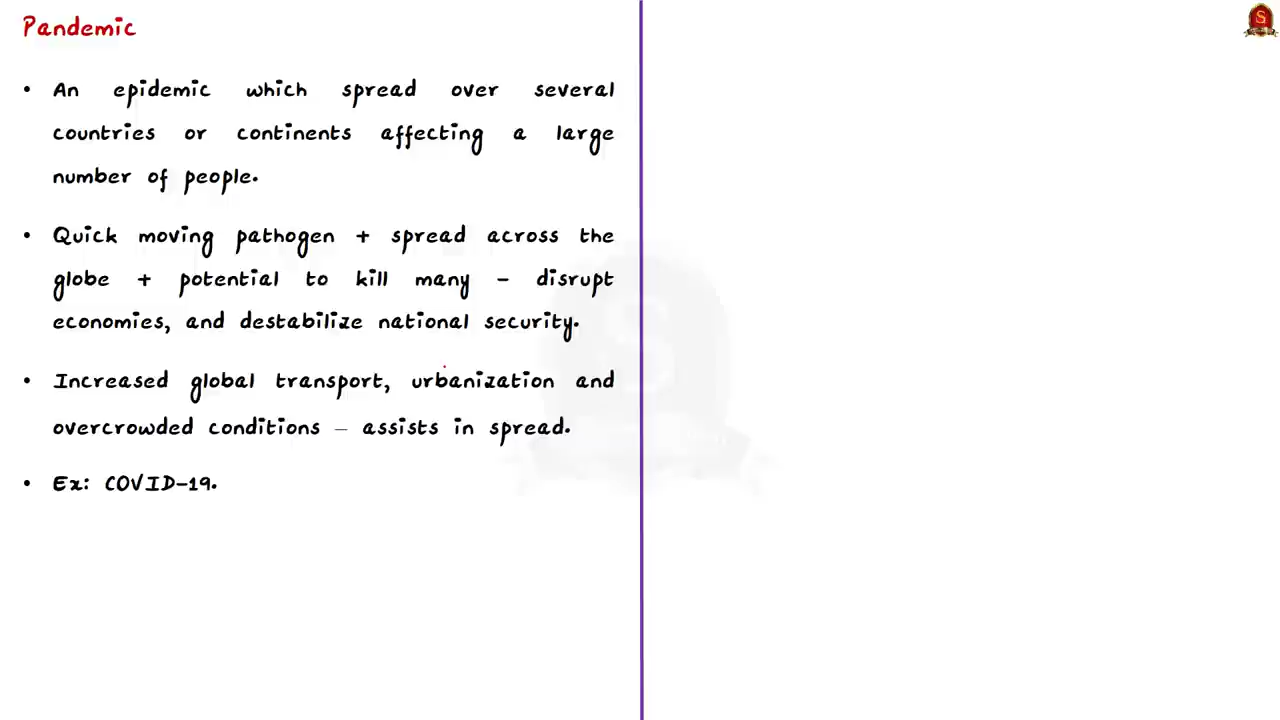 Pandemic
• An epidemic which spread over several
countries or continents affecting a large
number of people.
• Quick moving pathogen + spread across the
globe + potential to kill many - disrupt
economies, and destabilize national security.
• Increased global transport, urbanization and
overcrowded conditions – assists in spread.
• Ex: COVID-19.